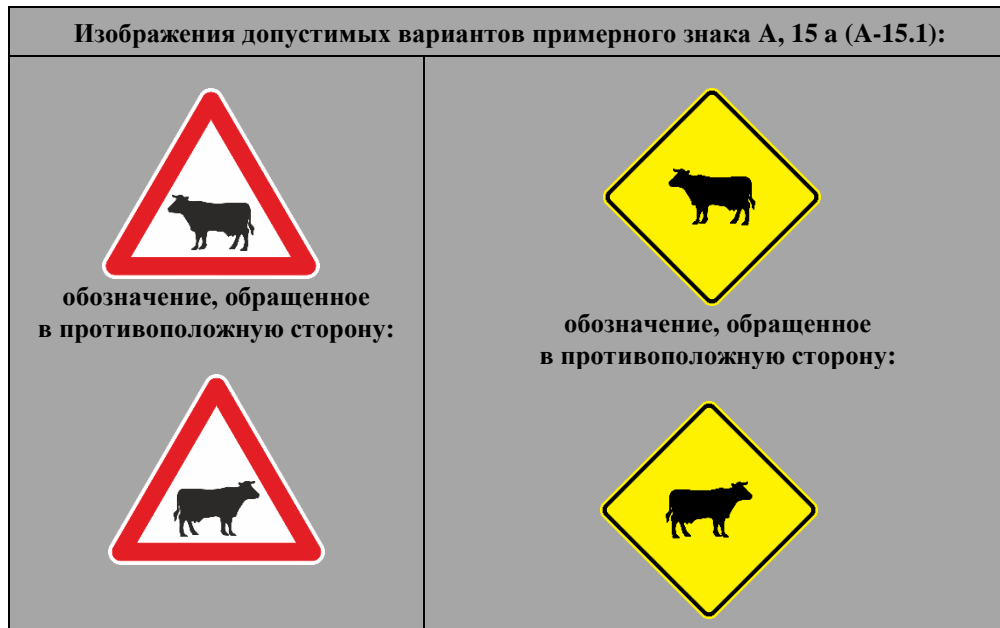 Изображения допустимых вариантов примерного знака А, 15 а (А-15.1):
обозначение, обращенное
в противоположную сторону:
обозначение, обращенное
в противоположную сторону: